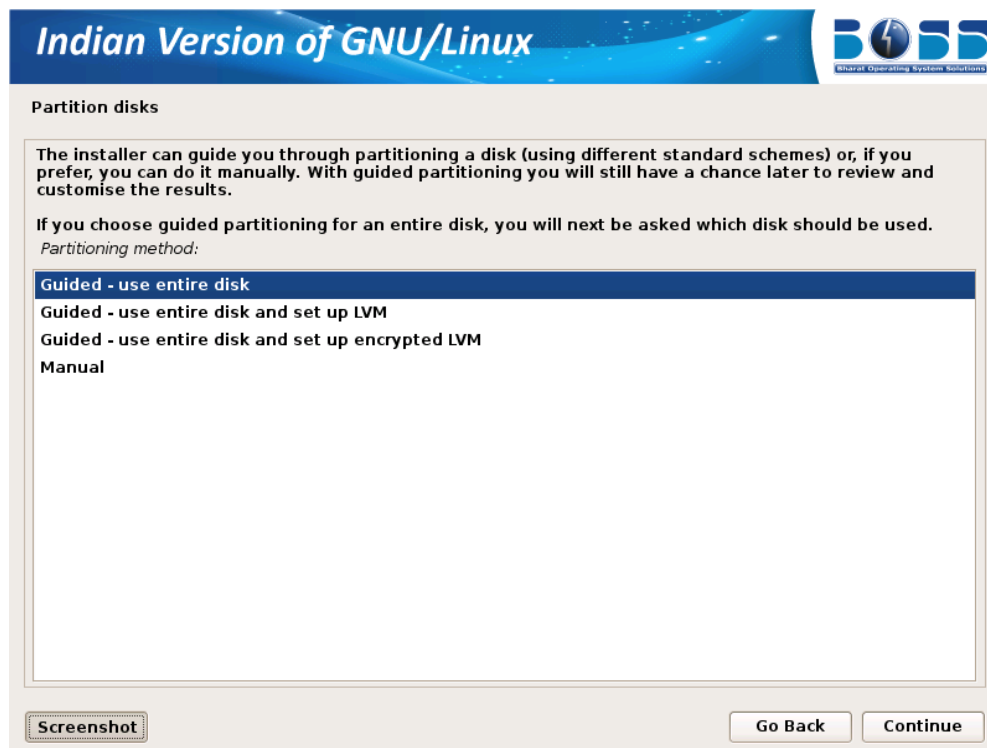 Indian Version of GNU/Linux
BOSS
Bharat Operating System Solutions
Partition disks
The installer can guide you through partitioning a disk (using different standard schemes) or, if you
prefer, you can do it manually. With guided partitioning you will still have a chance later to review and
customise the results.
If you choose guided partitioning for an entire disk, you will next be asked which disk should be used.
Partitioning method:
Guided - use entire disk
Guided - use entire disk and set up LVM
Guided - use entire disk and set up encrypted LVM
Manual
Screenshot
Go Back
Continue